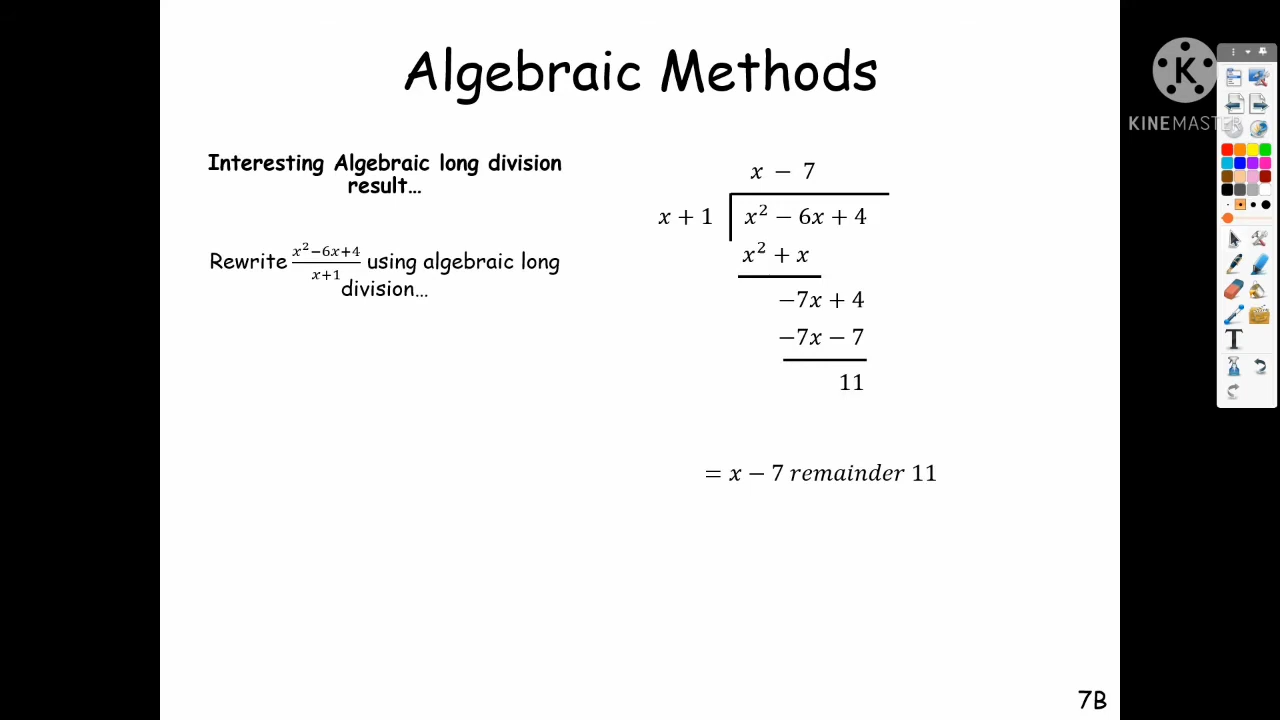 Algebraic Methods
Interesting Algebraic long division
result...
Rewrite x²−6x+4/x+1 using algebraic long
division...
x − 7
x + 1 x² − 6x + 4
x² + x
−7x + 4
−7x − 7
11
= x − 7 remainder 11
7B
K
KINEMASTER
T